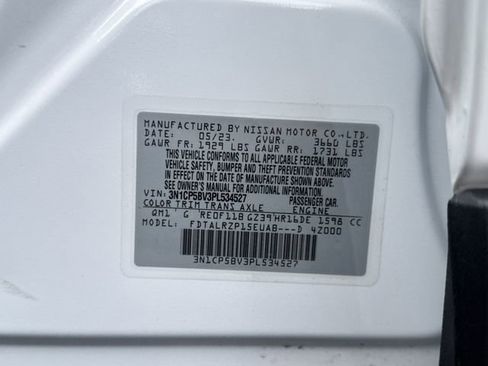 MANUFACTURED BY NISSAN MOTOR CO., LTD.
DATE: 05/23. GVWR: 3660 LBS
GAWR FR: 1929 LBS GAWR RR: 1731 LBS
THIS VEHICLE CONFORMS TO ALL APPLICABLE FEDERAL MOTOR
VEHICLE SAFETY, BUMPER AND THEFT PREVENTION
STANDARDS IN EFFECT ON THE DATE OF MANUFACTURE SHOWN ABOVE.
SEE OWNER'S MANUAL FOR ADDITIONAL INFORMATION.
VIN: 3N1CP5BV3PL534527 PASSENGER CAR
COLOR TRIM TRANS AXLE ENGINE
QM1 G RE0F11B GZ39 HR16DE 1598 CC
MODEL: FDTALRZP15EUAB---D 4Z000
3N1CP5BV3PL534527